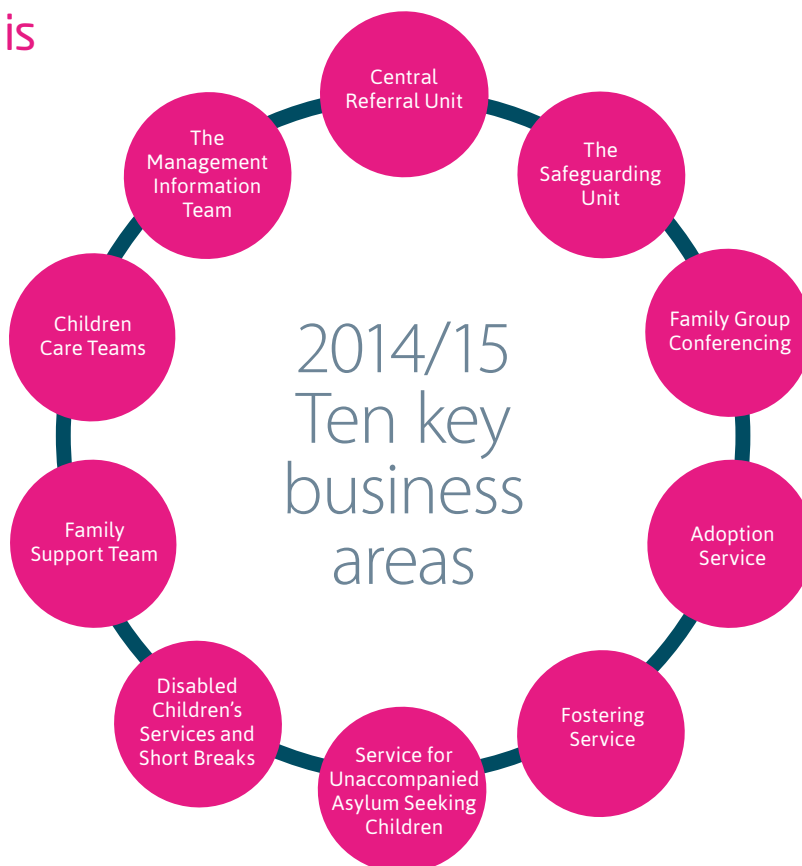 is
Central
Referral Unit
The
Safeguarding
Unit
Family Group
Conferencing
Adoption
Service
Fostering
Service
Service for
Unaccompanied
Asylum Seeking
Children
Disabled
Children’s
Services and
Short Breaks
Family
Support Team
Children
Care Teams
The
Management
Information
Team
2014/15
Ten key
business
areas